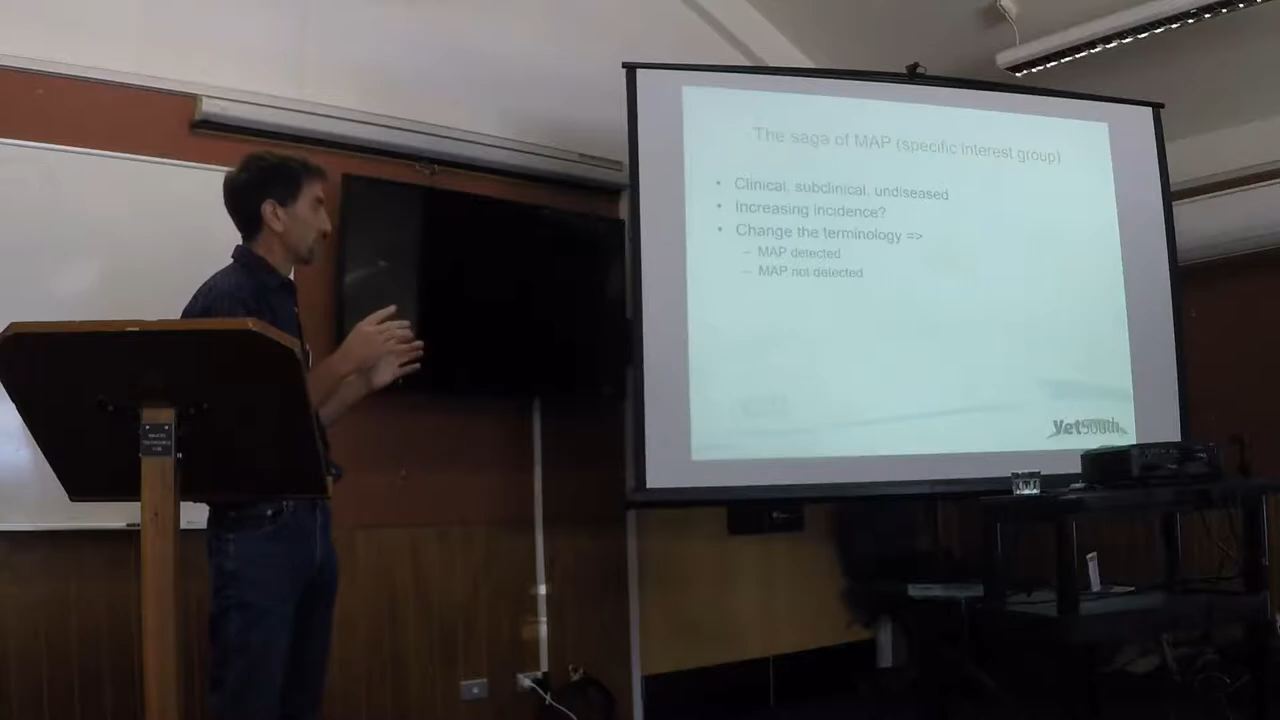 The saga of MAP (specific interest group)
• Clinical, subclinical, undiseased
• Increasing incidence?
• Change the terminology =>
– MAP detected
– MAP not detected
VetSouth